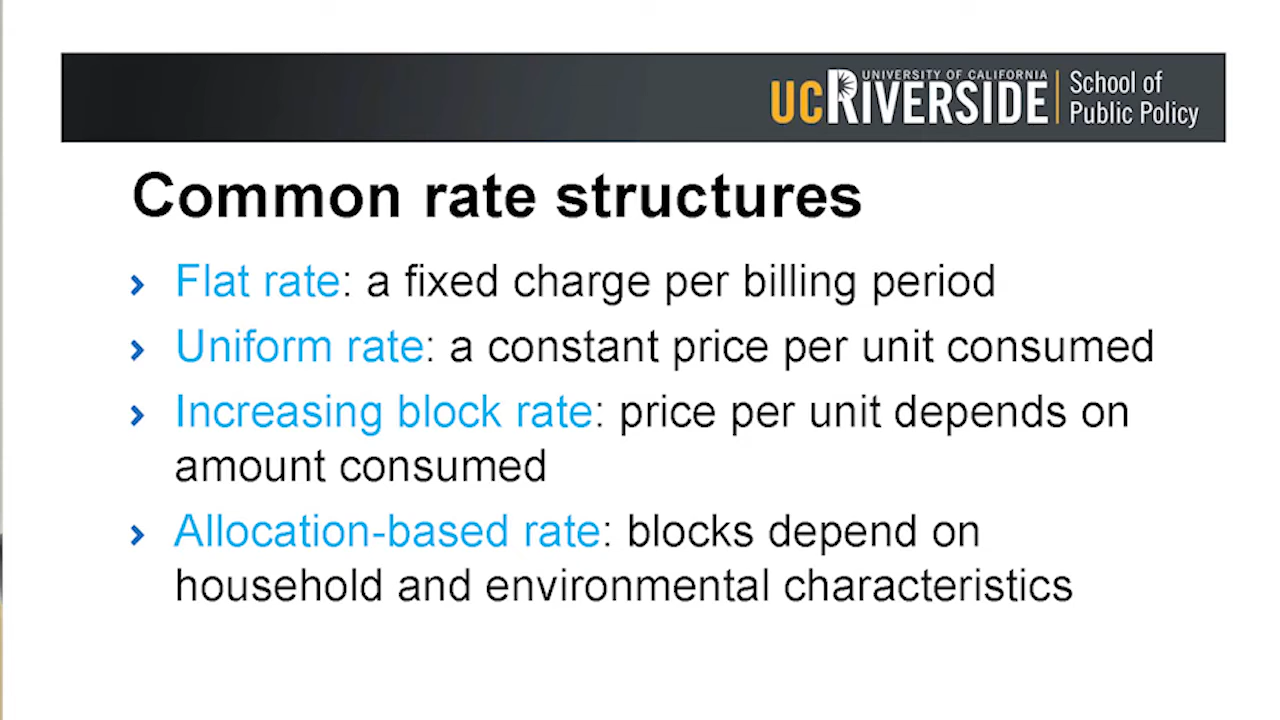 UNIVERSITY OF CALIFORNIA
UCRIVERSIDE
School of
Public Policy
Common rate structures
Flat rate: a fixed charge per billing period
Uniform rate: a constant price per unit consumed
Increasing block rate: price per unit depends on
amount consumed
Allocation-based rate: blocks depend on
household and environmental characteristics